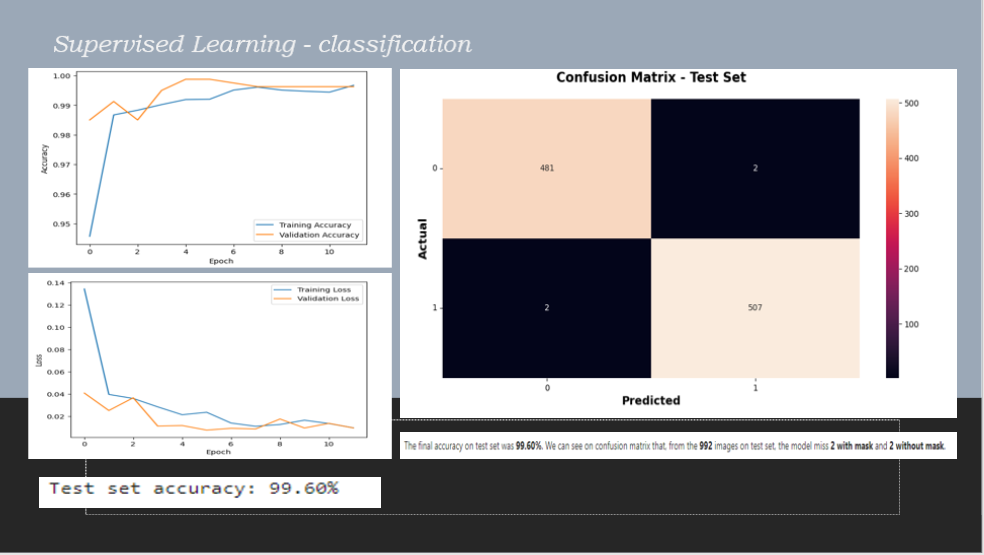 Supervised Learning - classification
1.00
0.99
0.98
0.97
0.96
0.95
Accuracy
Training Accuracy
Validation Accuracy
0 2 4 6 8 10
Epoch
0.14
0.12
0.10
0.08
0.06
0.04
0.02
Loss
Training Loss
Validation Loss
0 2 4 6 8 10
Epoch
Confusion Matrix - Test Set
Actual
0 481 2
1 2 507
0 1
Predicted
500
400
300
200
100
The final accuracy on test set was 99.60%. We can see on confusion matrix that, from the 992 images on test set, the model miss 2 with mask and 2 without mask.
Test set accuracy: 99.60%